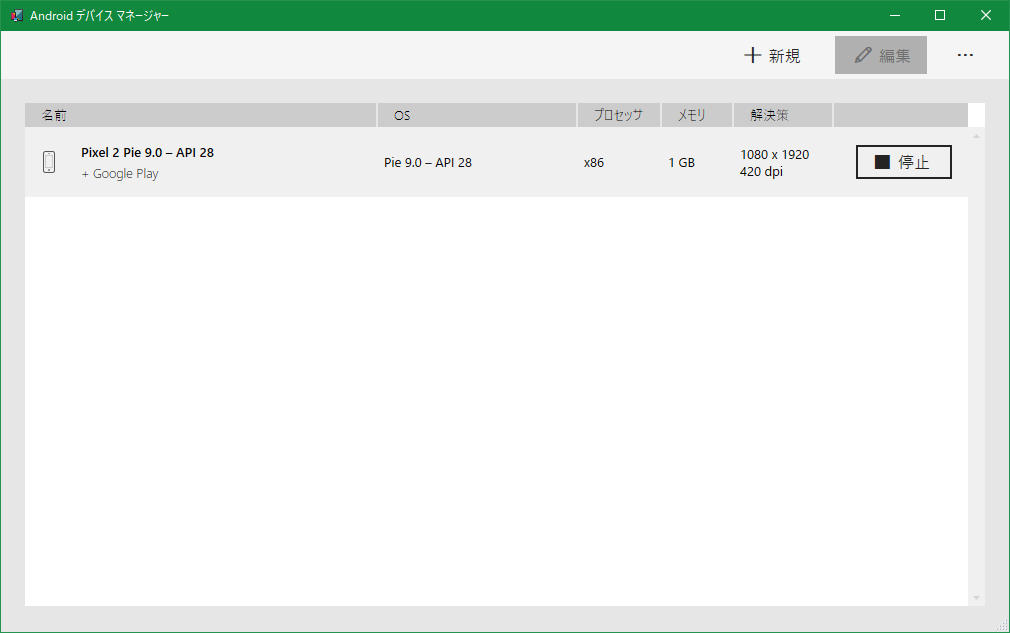 Android デバイス マネージャー
新規
編集
...
名前 OS プロセッサ メモリ 解決策
Pixel 2 Pie 9.0 – API 28
+ Google Play
Pie 9.0 – API 28
x86
1 GB
1080 x 1920
420 dpi
停止